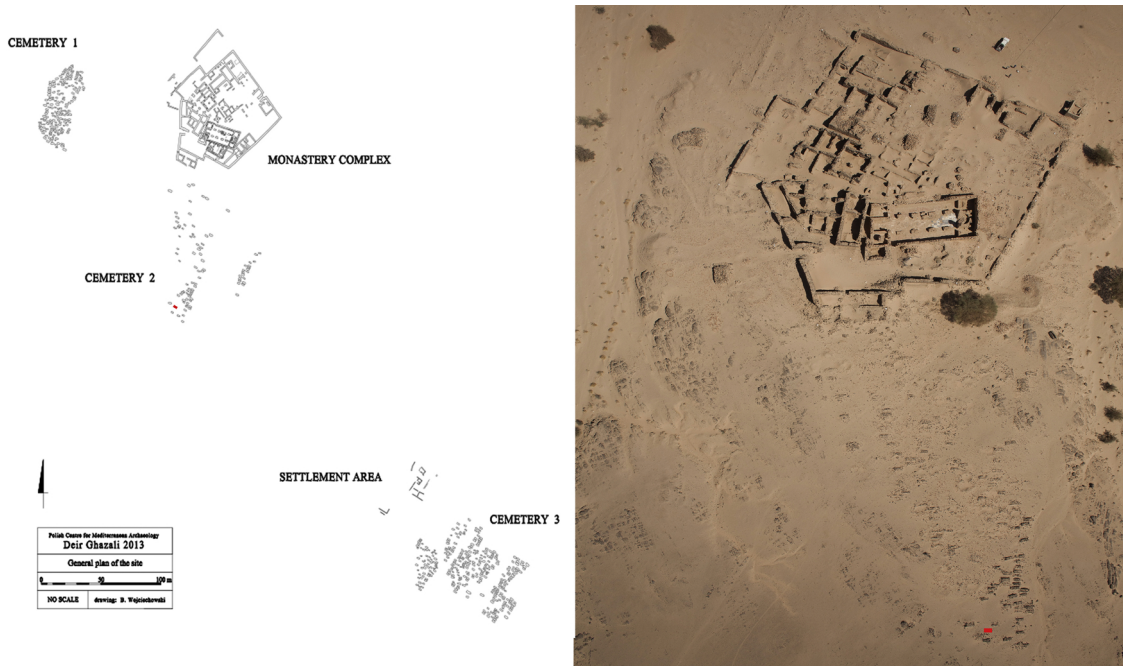 CEMETERY 1
MONASTERY COMPLEX
CEMETERY 2
SETTLEMENT AREA
CEMETERY 3
Polish Centre for Mediterranean Archaeology
Deir Ghazali 2013
General plan of the site
0 50 100 m
NO SCALE drawing: B. Wojciechowski